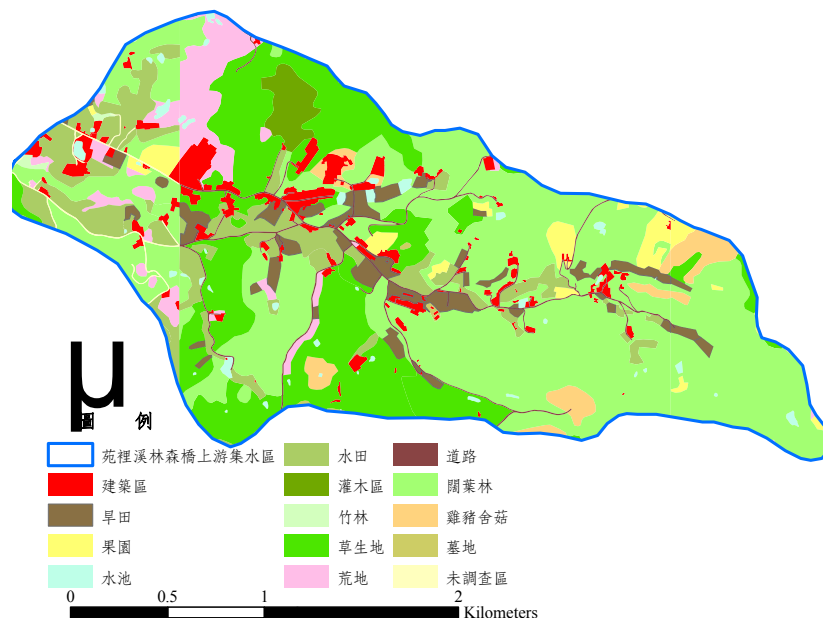 μ
圖 例
苑裡溪林森橋上游集水區
建築區
旱田
果園
水池
水田
灌木區
竹林
草生地
荒地
道路
闊葉林
雞豬舍菇
墓地
未調查區
0 0.5 1 2
Kilometers